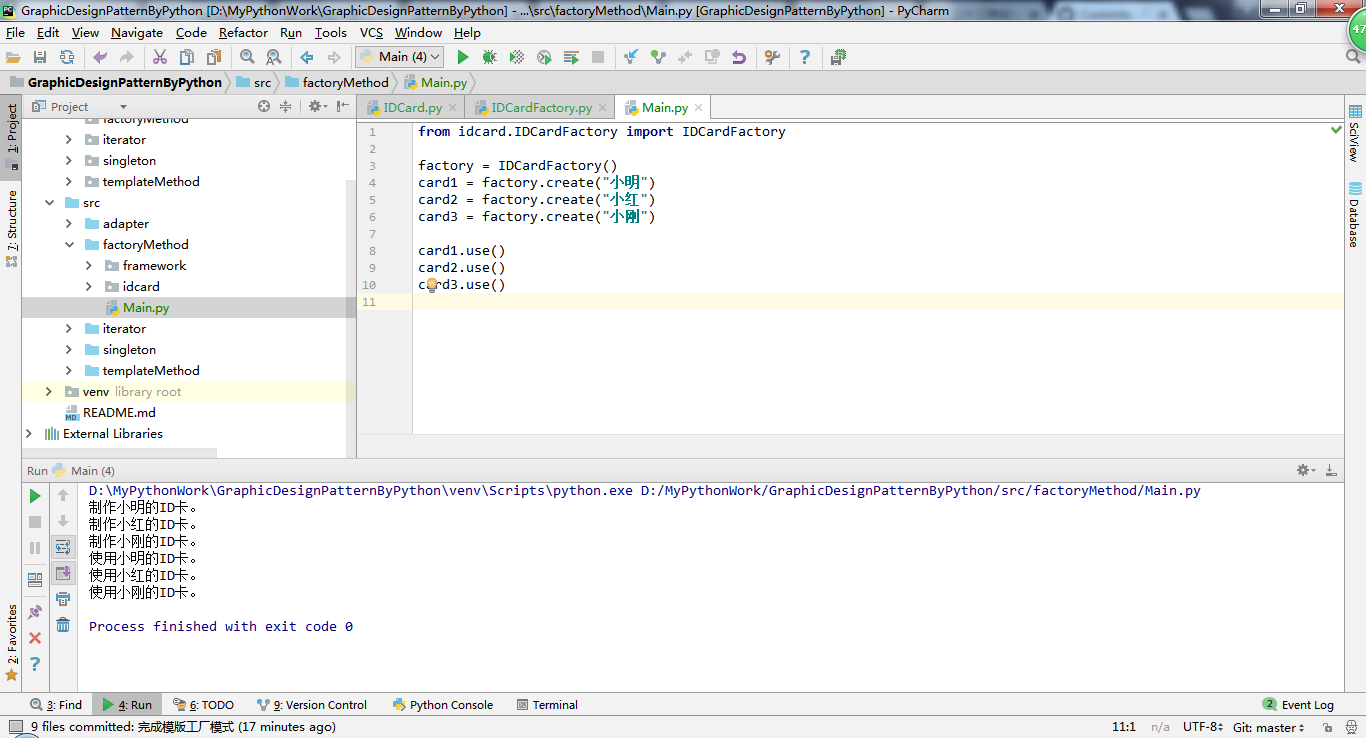 GraphicDesignPatternByPython [D:\MyPythonWork\GraphicDesignPatternByPython] - ...\src\factoryMethod\Main.py [GraphicDesignPatternByPython] - PyCharm
File Edit View Navigate Code Refactor Run Tools VCS Window Help
Main (4)
47
GraphicDesignPatternByPython src factoryMethod Main.py
1: Project
7: Structure
2: Favorites
Project
factoryMethod
iterator
singleton
templateMethod
src
adapter
factoryMethod
framework
idcard
Main.py
iterator
singleton
templateMethod
venv library root
README.md
External Libraries
IDCard.py IDCardFactory.py Main.py
1 from idcard.IDCardFactory import IDCardFactory
2
3 factory = IDCardFactory()
4 card1 = factory.create("小明")
5 card2 = factory.create("小红")
6 card3 = factory.create("小刚")
7
8 card1.use()
9 card2.use()
10 card3.use()
11
SciView
Database
Run Main (4)
D:\MyPythonWork\GraphicDesignPatternByPython\venv\Scripts\python.exe D:/MyPythonWork/GraphicDesignPatternByPython/src/factoryMethod/Main.py
制作小明的ID卡。
制作小红的ID卡。
制作小刚的ID卡。
使用小明的ID卡。
使用小红的ID卡。
使用小刚的ID卡。
Process finished with exit code 0
3: Find 4: Run 6: TODO 9: Version Control Python Console Terminal 2 Event Log
9 files committed: 完成模版工厂模式 (17 minutes ago) 11:1 n/a UTF-8 Git: master